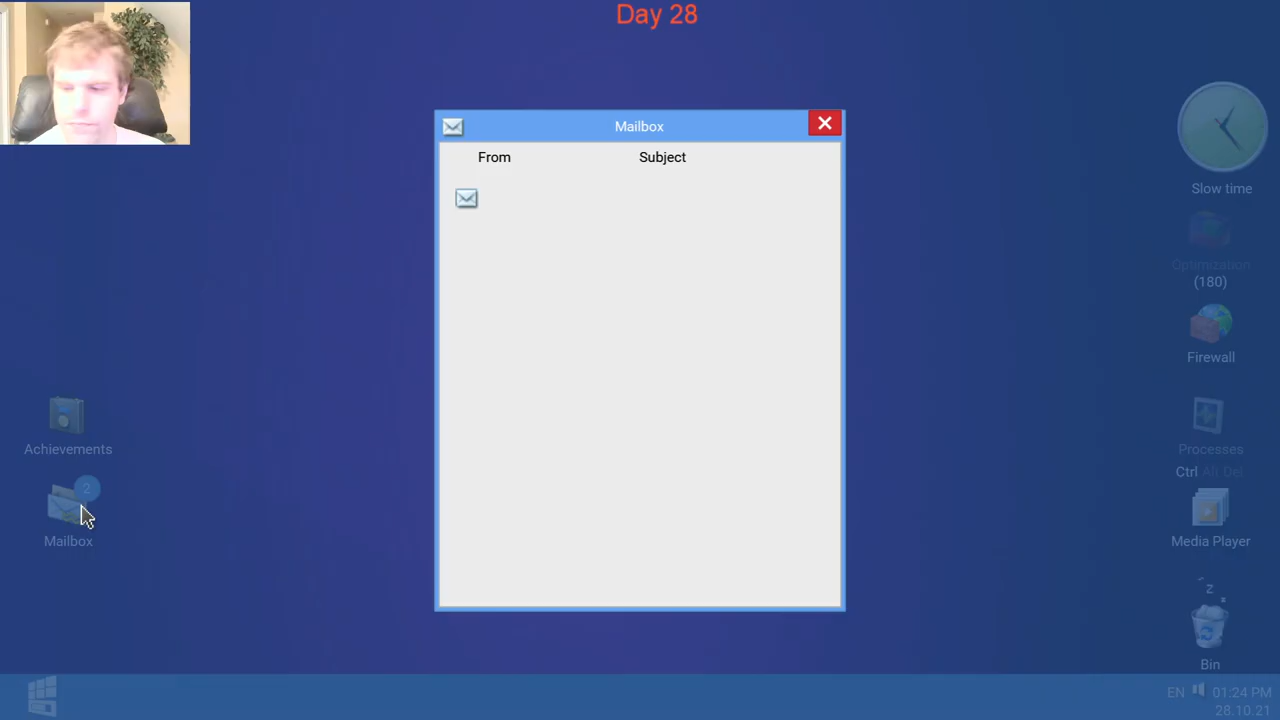 Day 28
Mailbox
From Subject
Slow time
Optimization
(180)
Firewall
Achievements
Processes
Ctrl Alt Del
2
Mailbox
Media Player
z
z
Bin
EN 01:24 PM
28.10.21